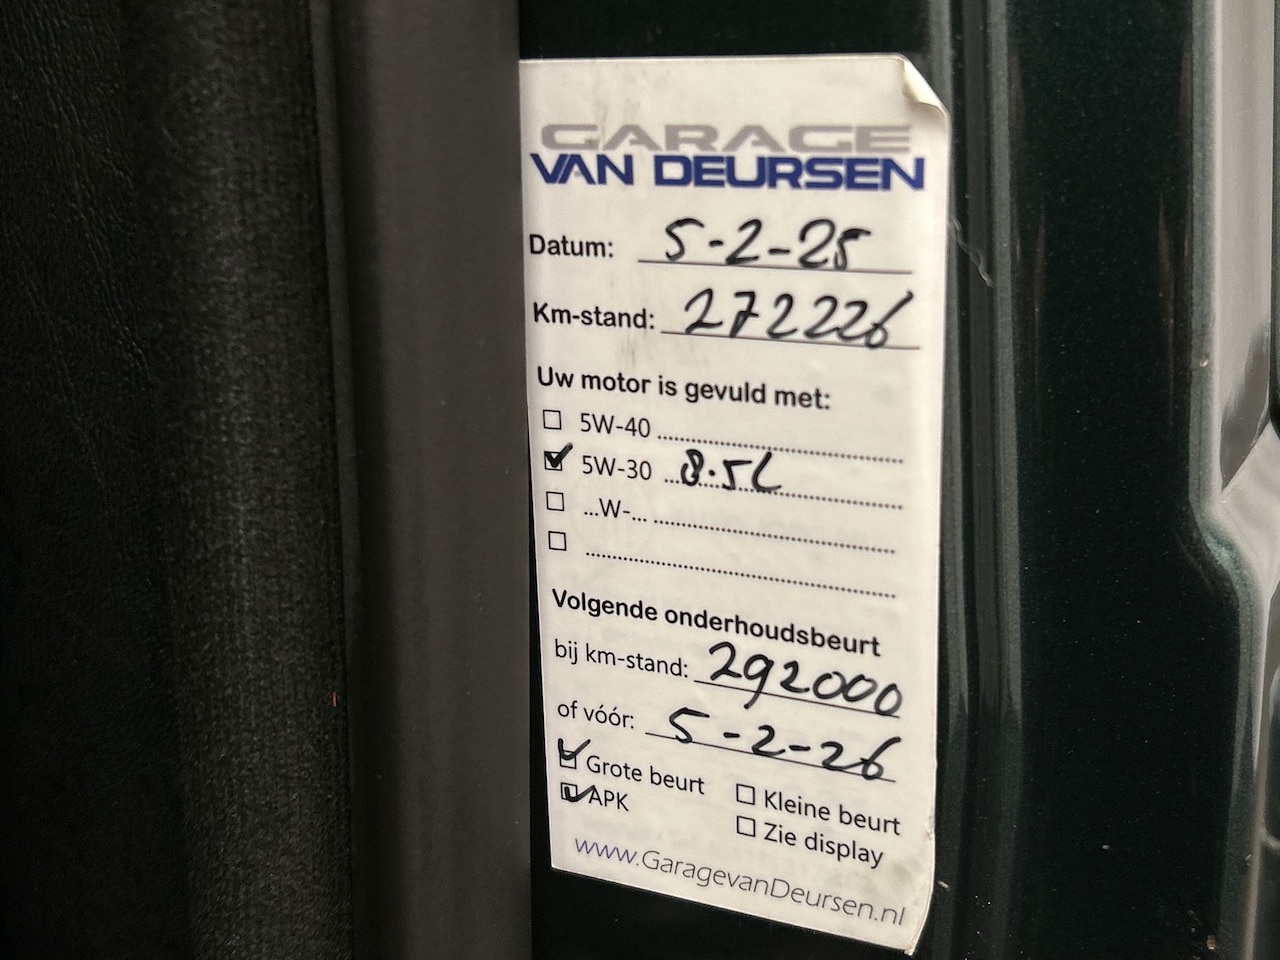 GARAGE
VAN DEURSEN
Datum: 5-2-25
Km-stand: 272226
Uw motor is gevuld met:
5W-40
5W-30 8.5L
...W-...
Volgende onderhoudsbeurt
bij km-stand: 292000
of vóór: 5-2-26
Grote beurt Kleine beurt
APK Zie display
www.GaragevanDeursen.nl